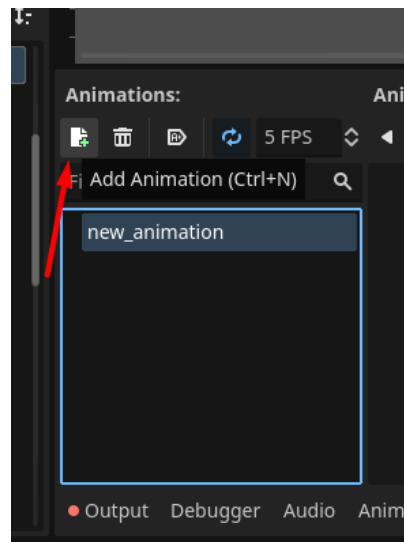 Animations:
Ani
5 FPS
Fi
Add Animation (Ctrl+N)
new_animation
Output Debugger Audio Anim